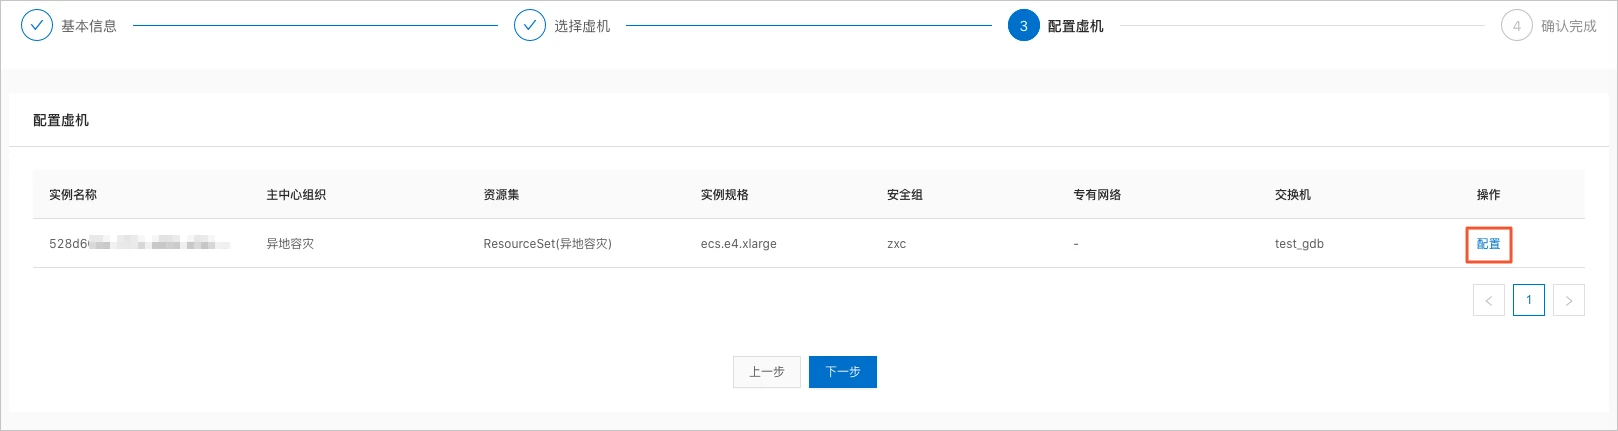 基本信息 选择虚机 3 配置虚机 4 确认完成
配置虚机
实例名称 主中心组织 资源集 实例规格 安全组 专有网络 交换机 操作
528d6 异地容灾 ResourceSet(异地容灾) ecs.e4.xlarge zxc - test_gdb 配置
< 1 >
上一步 下一步